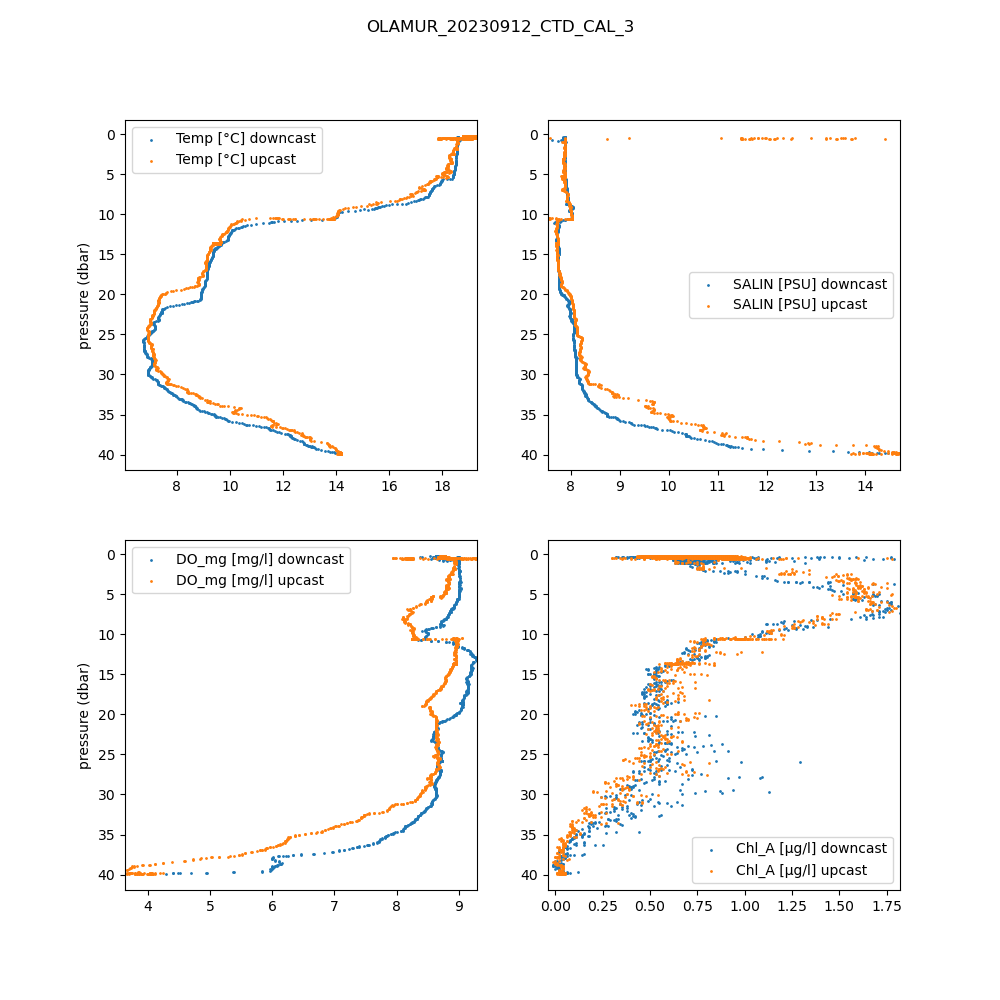 OLAMUR_20230912_CTD_CAL_3
Temp [°C] downcast
Temp [°C] upcast
pressure (dbar)
0
5
10
15
20
25
30
35
40
8 10 12 14 16 18
SALIN [PSU] downcast
SALIN [PSU] upcast
0
5
10
15
20
25
30
35
40
8 9 10 11 12 13 14
DO_mg [mg/l] downcast
DO_mg [mg/l] upcast
pressure (dbar)
0
5
10
15
20
25
30
35
40
4 5 6 7 8 9
Chl_A [µg/l] downcast
Chl_A [µg/l] upcast
0
5
10
15
20
25
30
35
40
0.00 0.25 0.50 0.75 1.00 1.25 1.50 1.75